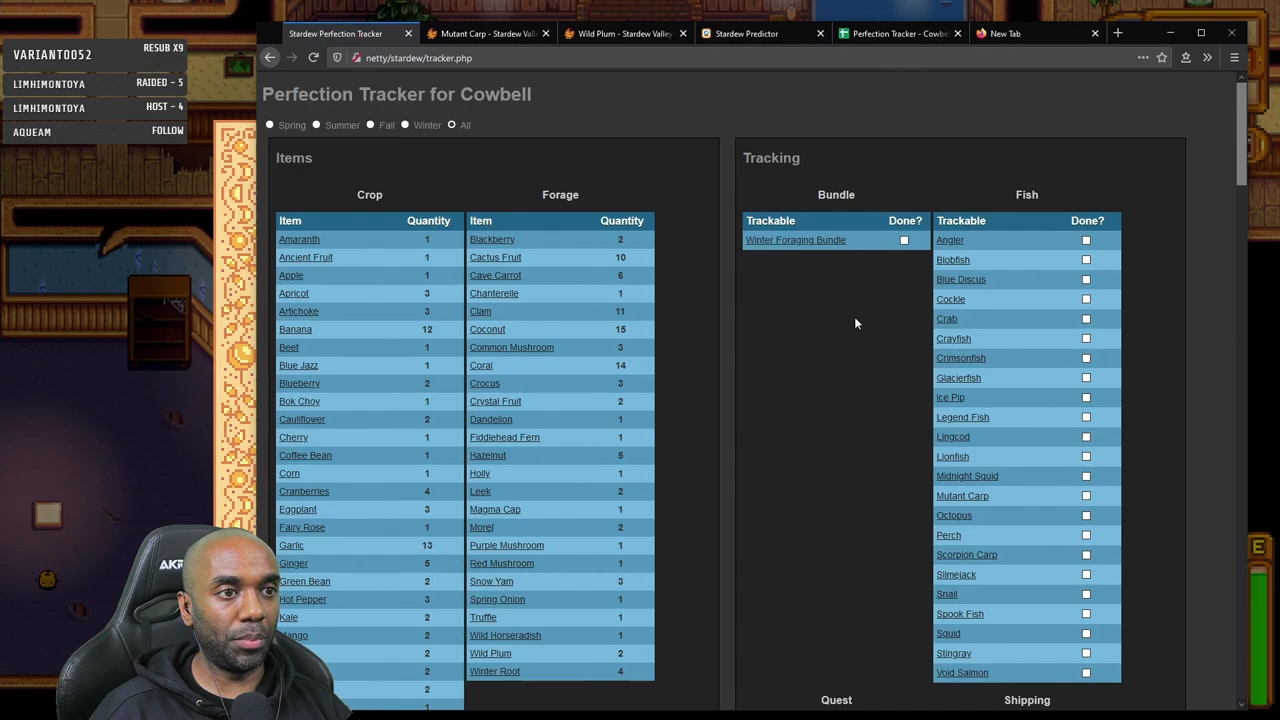 VARIANT0052 RESUB X9
LIMHIMONTOYA RAIDED - 5
LIMHIMONTOYA HOST - 4
AQUEAM FOLLOW
Stardew Perfection Tracker
Mutant Carp - Stardew Vall
Wild Plum - Stardew Valley
Stardew Predictor
Perfection Tracker - Cowbel
New Tab
netty/stardew/tracker.php
Perfection Tracker for Cowbell
Spring Summer Fall Winter All
Items
Crop
Item Quantity
Amaranth 1
Ancient Fruit 1
Apple 1
Apricot 3
Artichoke 3
Banana 12
Beet 1
Blue Jazz 1
Blueberry 2
Bok Choy 1
Cauliflower 2
Cherry 1
Coffee Bean 1
Corn 1
Cranberries 4
Eggplant 3
Fairy Rose 1
Garlic 13
Ginger 5
Green Bean 2
Hot Pepper 3
Kale 2
Mango 2
2
2
2
1
Forage
Item Quantity
Blackberry 2
Cactus Fruit 10
Cave Carrot 6
Chanterelle 1
Clam 11
Coconut 15
Common Mushroom 3
Coral 14
Crocus 3
Crystal Fruit 2
Dandelion 1
Fiddlehead Fern 1
Hazelnut 5
Holly 1
Leek 2
Magma Cap 1
Morel 2
Purple Mushroom 1
Red Mushroom 1
Snow Yam 3
Spring Onion 1
Truffle 1
Wild Horseradish 1
Wild Plum 2
Winter Root 4
Tracking
Bundle
Trackable Done?
Winter Foraging Bundle
Fish
Trackable Done?
Angler
Blobfish
Blue Discus
Cockle
Crab
Crayfish
Crimsonfish
Glacierfish
Ice Pip
Legend Fish
Lingcod
Lionfish
Midnight Squid
Mutant Carp
Octopus
Perch
Scorpion Carp
Slimejack
Snail
Spook Fish
Squid
Stingray
Void Salmon
Quest
Shipping
E